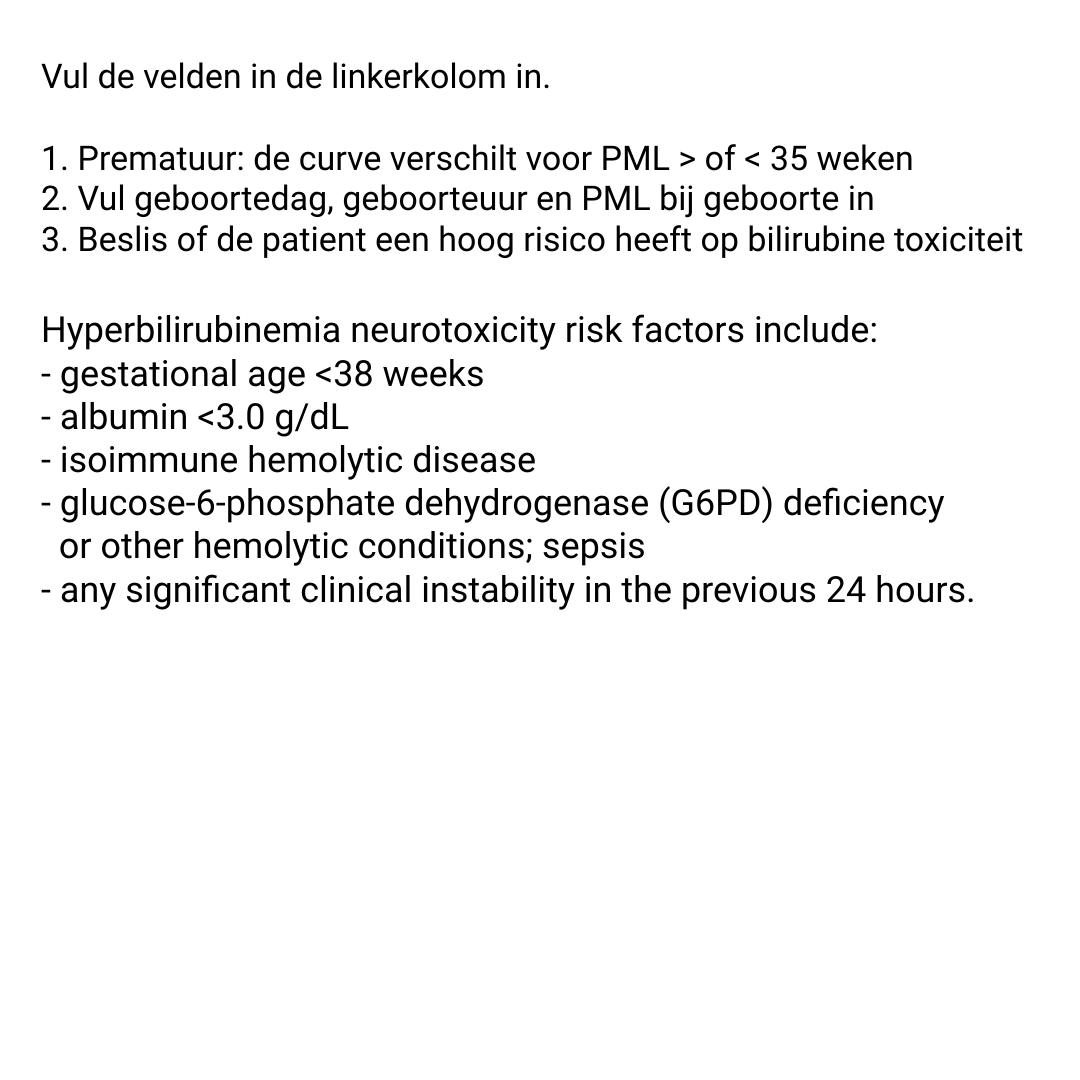 Vul de velden in de linkerkolom in.
1. Prematuur: de curve verschilt voor PML > of < 35 weken
2. Vul geboortedag, geboorteuur en PML bij geboorte in
3. Beslis of de patient een hoog risico heeft op bilirubine toxiciteit
Hyperbilirubinemia neurotoxicity risk factors include:
- gestational age <38 weeks
- albumin <3.0 g/dL
- isoimmune hemolytic disease
- glucose-6-phosphate dehydrogenase (G6PD) deficiency
or other hemolytic conditions; sepsis
- any significant clinical instability in the previous 24 hours.